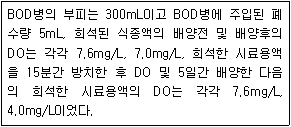 BOD병의 부피는 300mL이고 BOD병에 주입된 폐
수량 5mL, 희석된 식종액의 배양전 및 배양후의
DO는 각각 7.6mg/L, 7.0mg/L, 희석한 시료용액
을 15분간 방치한 후 DO 및 5일간 배양한 다음
의 희석한 시료용액의 DO는 각각 7.6mg/L,
4.0mg/L이었다.